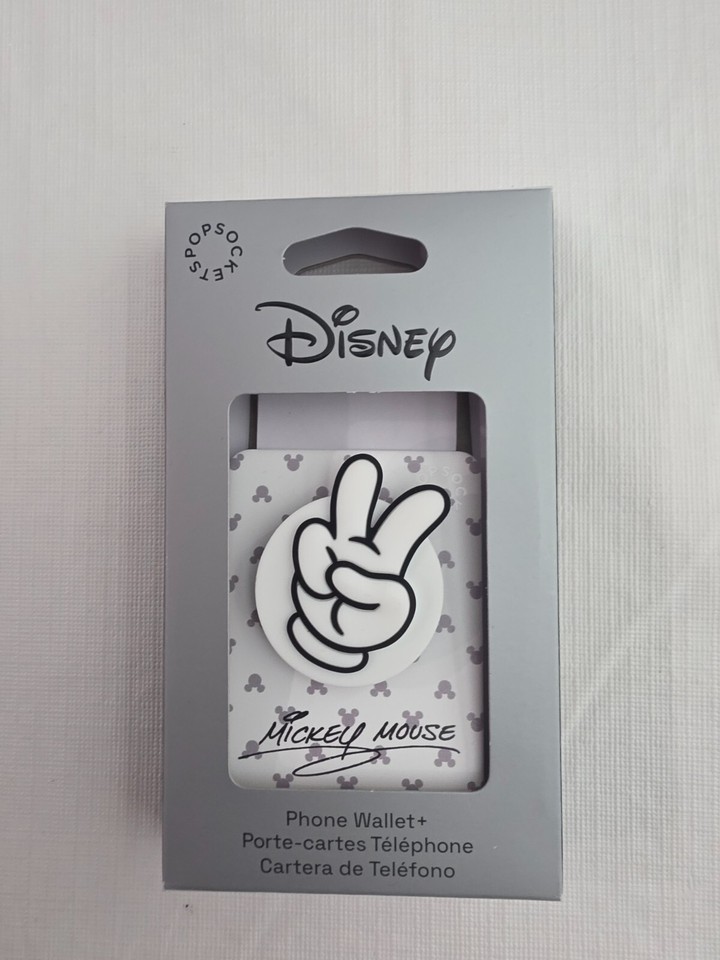 POPSOCKETS
Disney
MICKEY MOUSE
Phone Wallet+
Porte-cartes Téléphone
Cartera de Teléfono